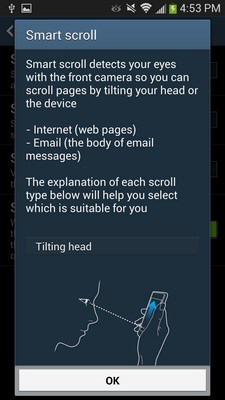 4:53 PM
Smart scroll
Smart scroll detects your eyes
with the front camera so you can
scroll pages by tilting your head or
the device
- Internet (web pages)
- Email (the body of email
messages)
The explanation of each scroll
type below will help you select
which is suitable for you
Tilting head
OK